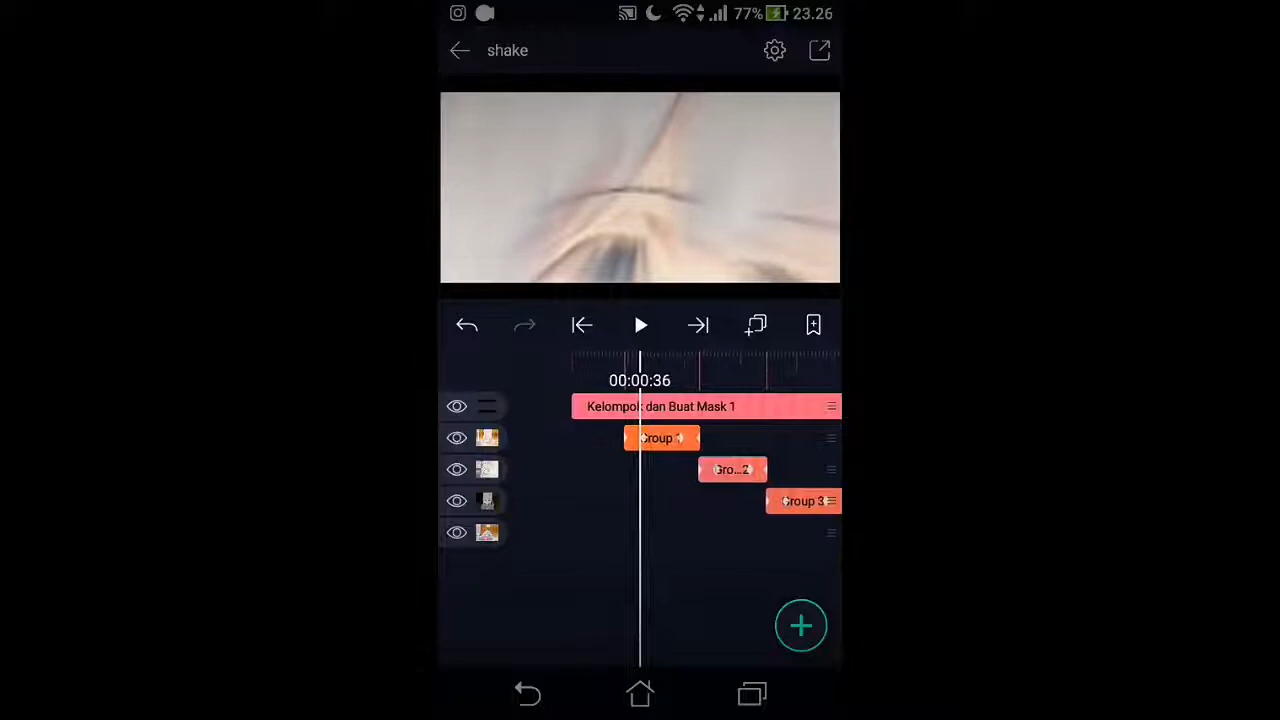 77% 23.26
shake
00:00:36
Kelompok dan Buat Mask 1
Group 1
Gro...2
Group 3